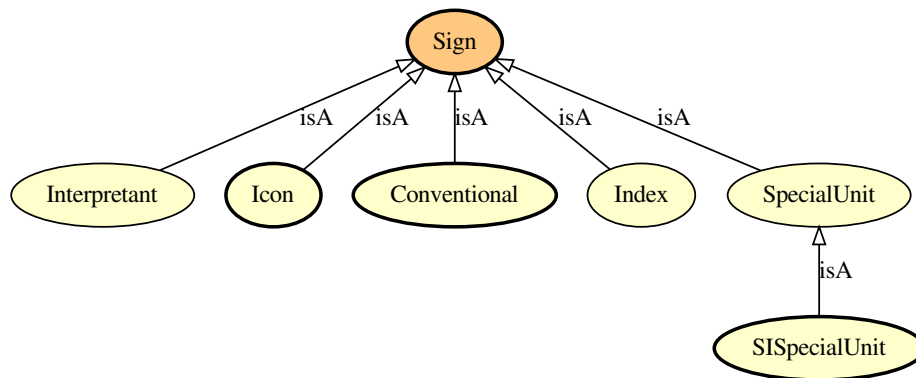 Sign
isA isA isA isA isA
Interpretant Icon Conventional Index SpecialUnit
isA
SISpecialUnit